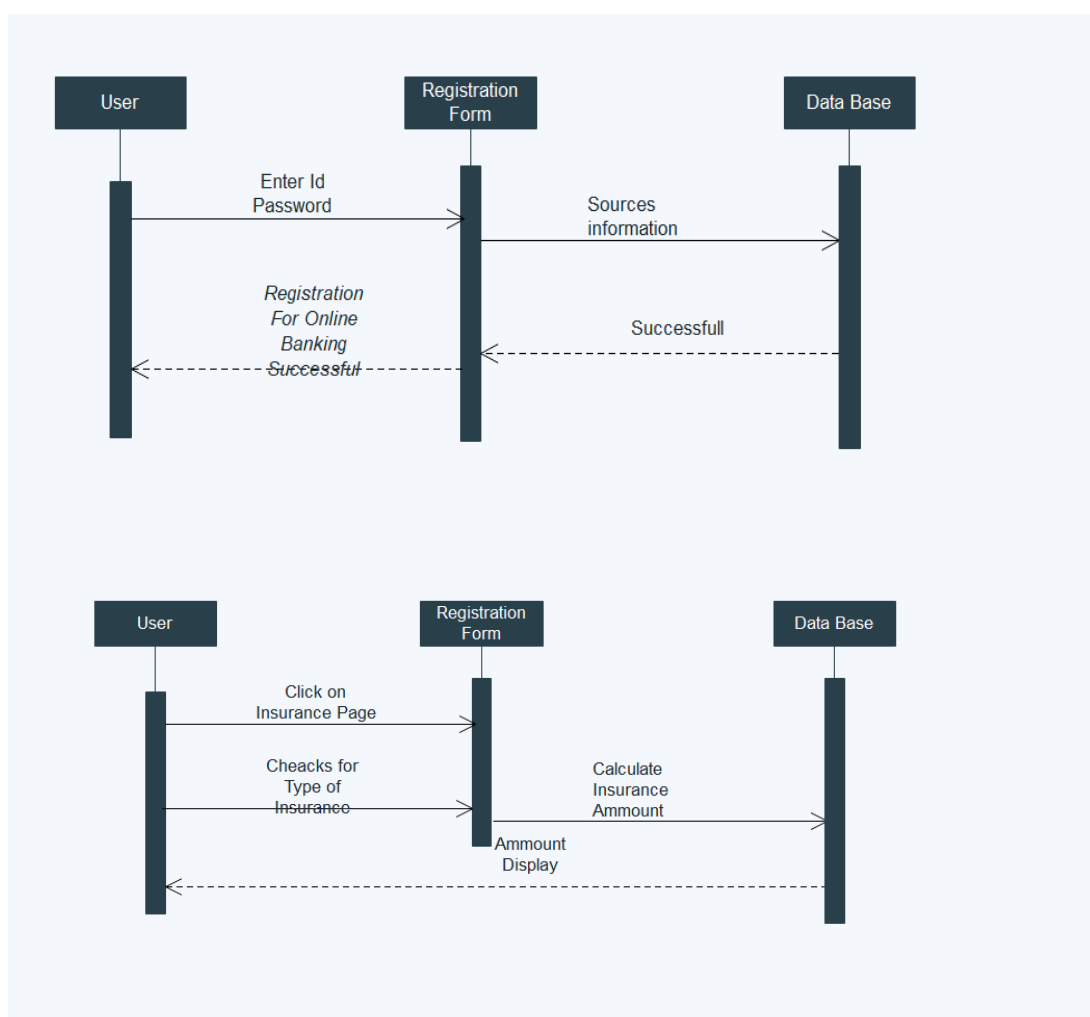 User
Registration
Form
Data Base
Enter Id
Password
Sources
information
Registration
For Online
Banking
Successful
Successfull
User
Registration
Form
Data Base
Click on
Insurance Page
Cheacks for
Type of
Insurance
Calculate
Insurance
Ammount
Ammount
Display